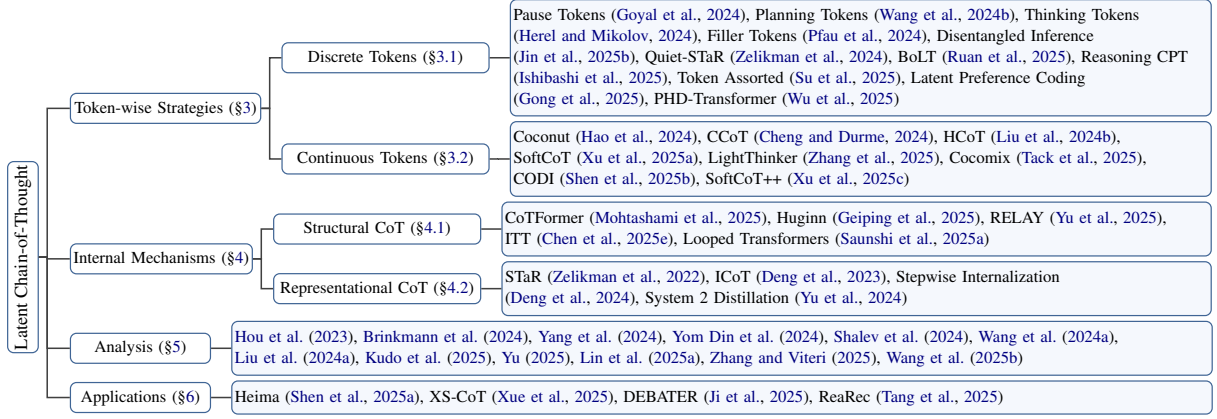 Latent Chain-of-Thought
Token-wise Strategies (§3)
Discrete Tokens (§3.1)
Pause Tokens (Goyal et al., 2024), Planning Tokens (Wang et al., 2024b), Thinking Tokens
(Herel and Mikolov, 2024), Filler Tokens (Pfau et al., 2024), Disentangled Inference
(Jin et al., 2025b), Quiet-STaR (Zelikman et al., 2024), BoLT (Ruan et al., 2025), Reasoning CPT
(Ishibashi et al., 2025), Token Assorted (Su et al., 2025), Latent Preference Coding
(Gong et al., 2025), PHD-Transformer (Wu et al., 2025)
Continuous Tokens (§3.2)
Coconut (Hao et al., 2024), CCoT (Cheng and Durme, 2024), HCoT (Liu et al., 2024b),
SoftCoT (Xu et al., 2025a), LightThinker (Zhang et al., 2025), Cocomix (Tack et al., 2025),
CODI (Shen et al., 2025b), SoftCoT++ (Xu et al., 2025c)
Internal Mechanisms (§4)
Structural CoT (§4.1)
CoTFormer (Mohtashami et al., 2025), Huginn (Geiping et al., 2025), RELAY (Yu et al., 2025),
ITT (Chen et al., 2025e), Looped Transformers (Saunshi et al., 2025a)
Representational CoT (§4.2)
STaR (Zelikman et al., 2022), ICoT (Deng et al., 2023), Stepwise Internalization
(Deng et al., 2024), System 2 Distillation (Yu et al., 2024)
Analysis (§5)
Hou et al. (2023), Brinkmann et al. (2024), Yang et al. (2024), Yom Din et al. (2024), Shalev et al. (2024), Wang et al. (2024a),
Liu et al. (2024a), Kudo et al. (2025), Yu (2025), Lin et al. (2025a), Zhang and Viteri (2025), Wang et al. (2025b)
Applications (§6)
Heima (Shen et al., 2025a), XS-CoT (Xue et al., 2025), DEBATER (Ji et al., 2025), ReaRec (Tang et al., 2025)